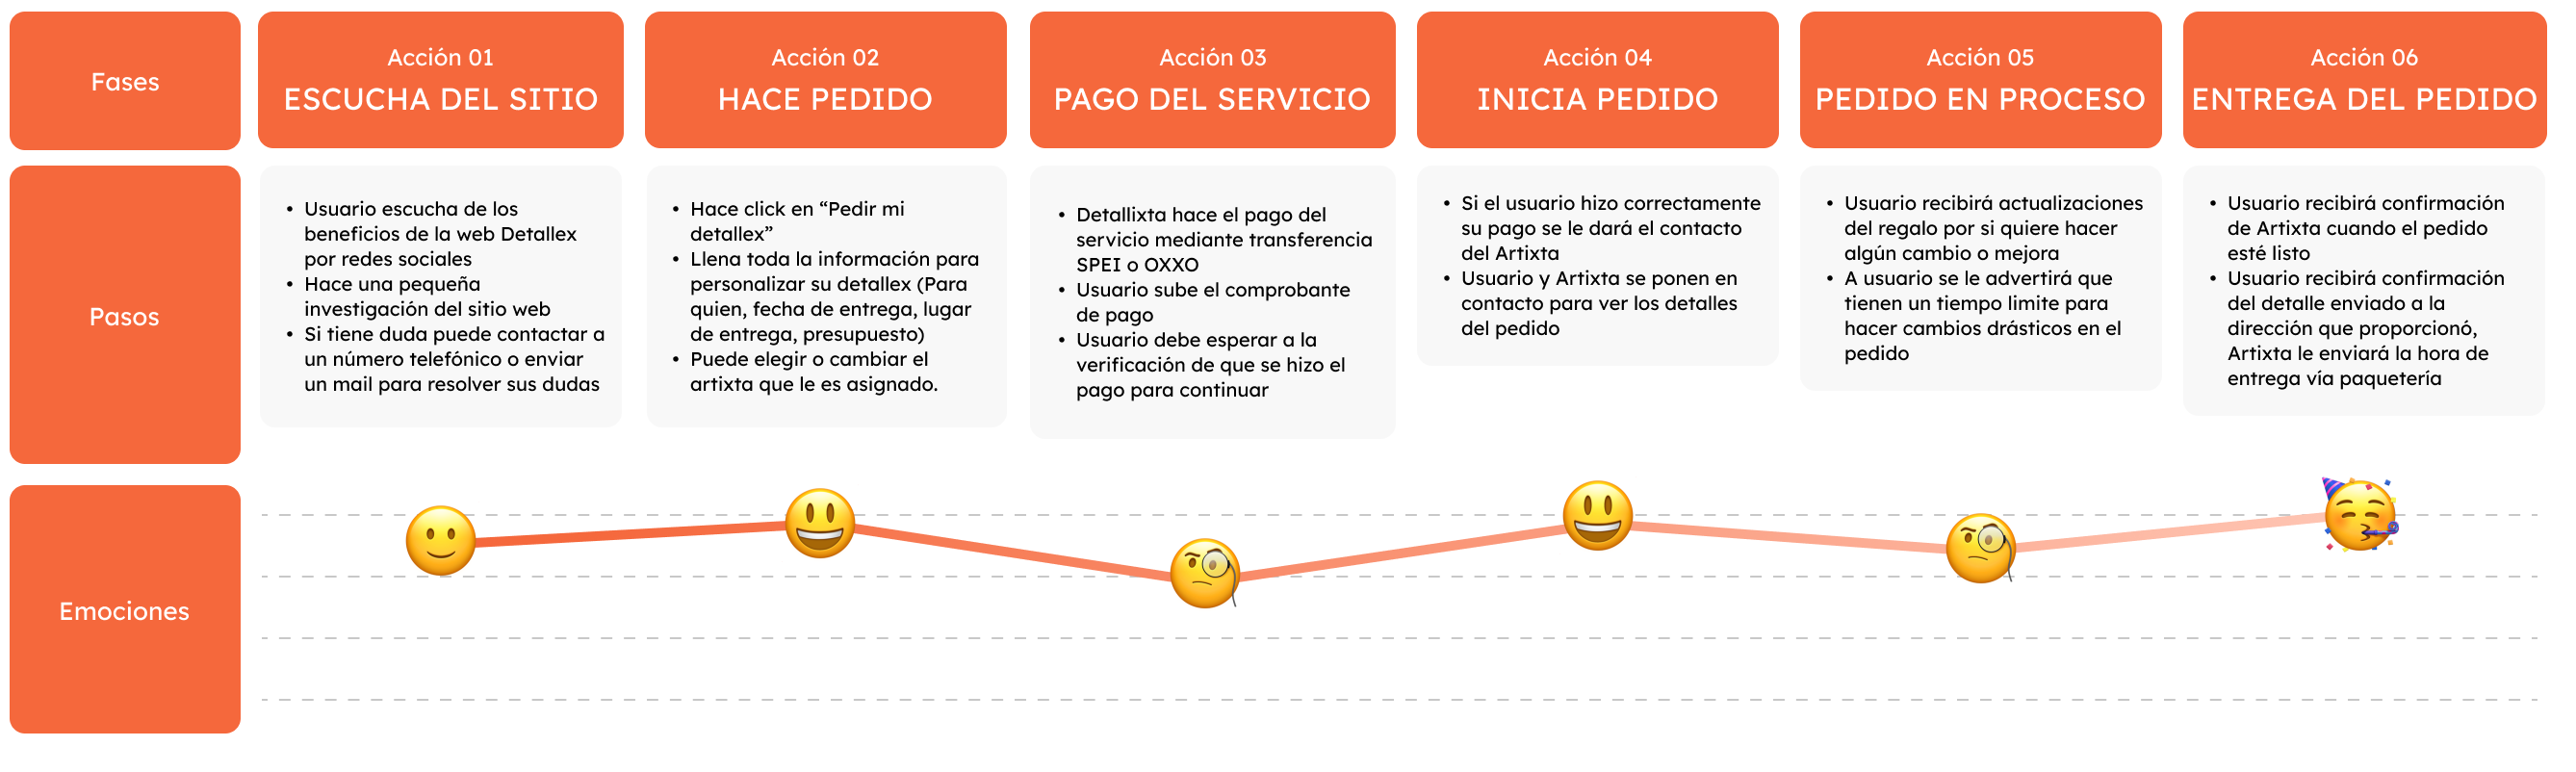 Fases
Acción 01
ESCUCHA DEL SITIO
Acción 02
HACE PEDIDO
Acción 03
PAGO DEL SERVICIO
Acción 04
INICIA PEDIDO
Acción 05
PEDIDO EN PROCESO
Acción 06
ENTREGA DEL PEDIDO
Pasos
• Usuario escucha de los
beneficios de la web Detallex
por redes sociales
• Hace una pequeña
investigación del sitio web
• Si tiene duda puede contactar a
un número telefónico o enviar
un mail para resolver sus dudas
• Hace click en “Pedir mi
detallex”
• Llena toda la información para
personalizar su detallex (Para
quien, fecha de entrega, lugar
de entrega, presupuesto)
• Puede elegir o cambiar el
artixta que le es asignado.
• Detallixta hace el pago del
servicio mediante transferencia
SPEI o OXXO
• Usuario sube el comprobante
de pago
• Usuario debe esperar a la
verificación de que se hizo el
pago para continuar
• Si el usuario hizo correctamente
su pago se le dará el contacto
del Artixta
• Usuario y Artixta se ponen en
contacto para ver los detalles
del pedido
• Usuario recibirá actualizaciones
del regalo por si quiere hacer
algún cambio o mejora
• A usuario se le advertirá que
tienen un tiempo limite para
hacer cambios drásticos en el
pedido
• Usuario recibirá confirmación
de Artixta cuando el pedido
esté listo
• Usuario recibirá confirmación
del detalle enviado a la
dirección que proporcionó,
Artixta le enviará la hora de
entrega vía paquetería
Emociones